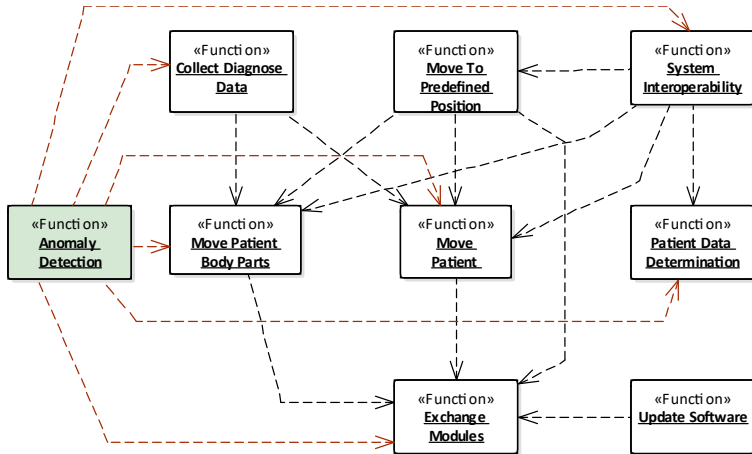 «Function»
Collect Diagnose
Data
«Function»
Move To
Predefined
Position
«Function»
System
Interoperability
«Function»
Anomaly
Detection
«Function»
Move Patient
Body Parts
«Function»
Move
Patient
«Function»
Patient Data
Determination
«Function»
Exchange
Modules
«Function»
Update Software